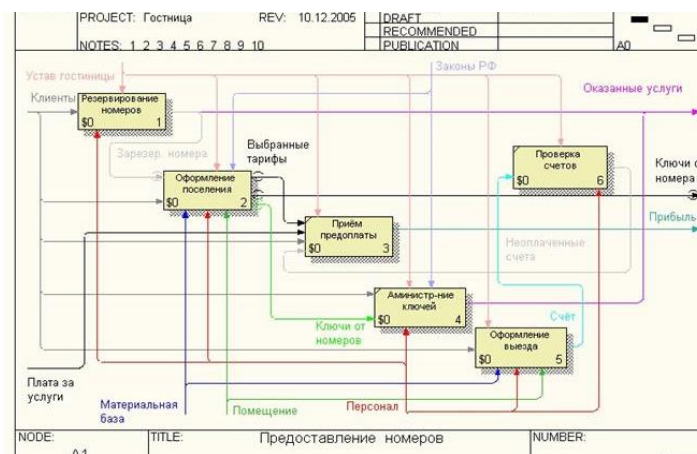 PROJECT: Гостница
REV: 10.12.2005
DRAFT
RECOMMENDED
NOTES: 1 2 3 4 5 6 7 8 9 10
PUBLICATION
A0
Устав гостиницы
Законы РФ
Клиенты
Резервирование
номеров
$0 1
Оказанные услуги
Зарезер. номера
Выбранные
тарифы
Проверка
счетов
$0 6
Ключи о
номера
Оформление
поселения
$0 2
Приём
предоплаты
$0 3
Прибыль
Неоплаченные
счета
Аминистр-ние
ключей
$0 4
Ключи от
номеров
Счёт
Оформление
выезда
$0 5
Плата за
услуги
Материальная
база
Помещение
Персонал
NODE:
TITLE:
Предоставление номеров
NUMBER: